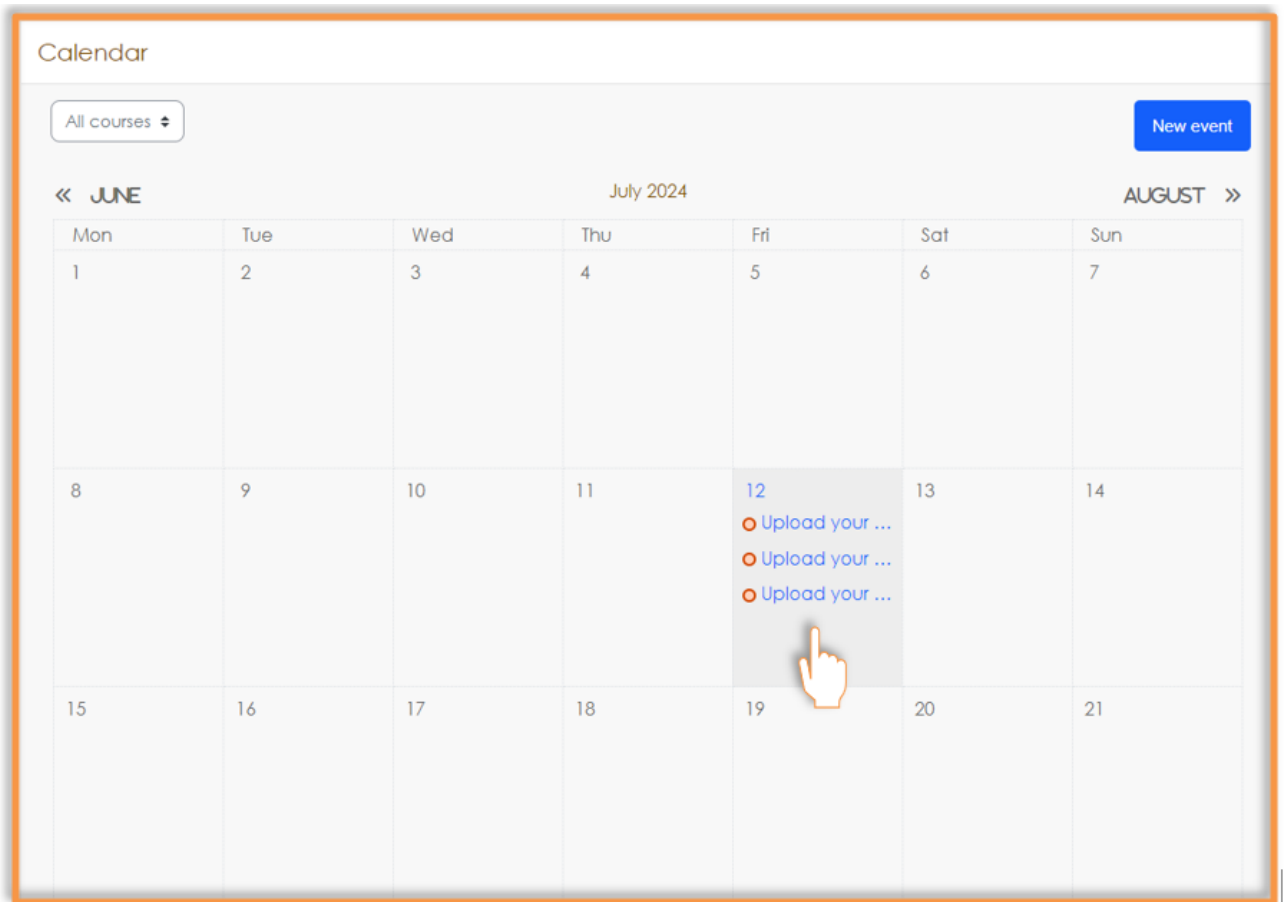 Calendar
All courses
New event
« JUNE July 2024 AUGUST »
Mon Tue Wed Thu Fri Sat Sun
1 2 3 4 5 6 7
8 9 10 11 12 13 14
Upload your ...
Upload your ...
Upload your ...
15 16 17 18 19 20 21